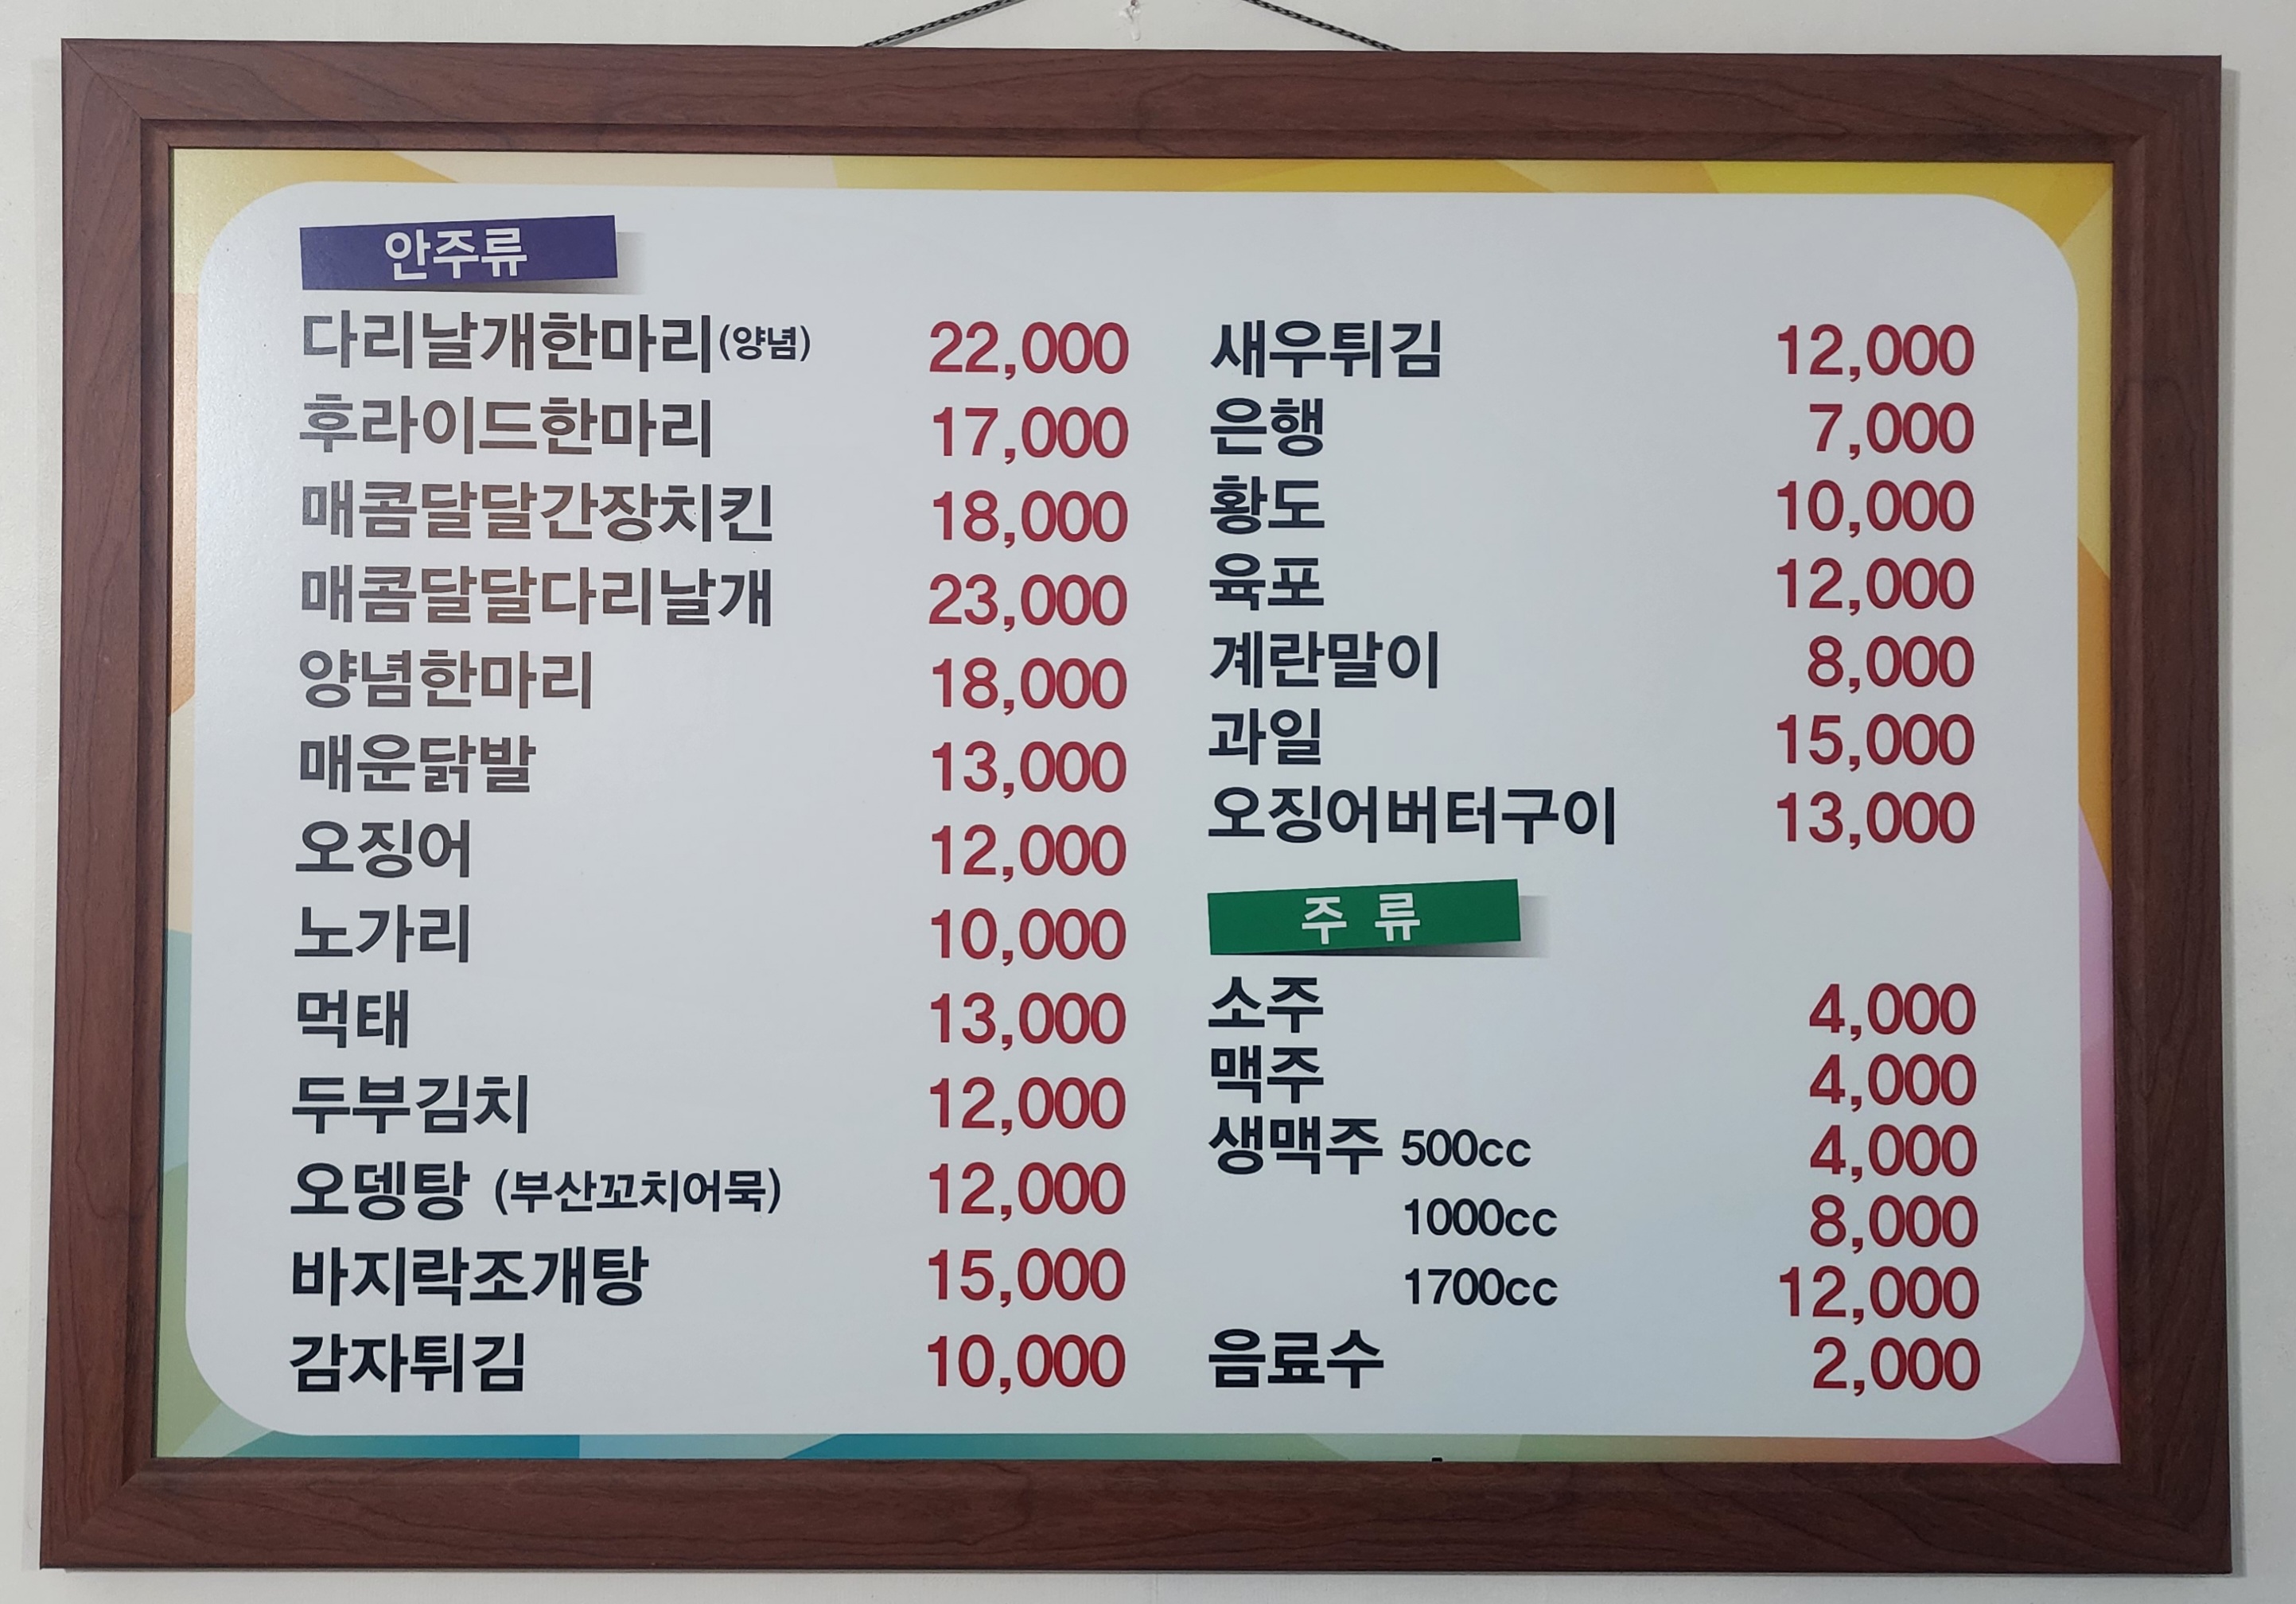 안주류
다리날개한마리(양념) 22,000
후라이드한마리 17,000
매콤달달간장치킨 18,000
매콤달달다리날개 23,000
양념한마리 18,000
매운닭발 13,000
오징어 12,000
노가리 10,000
먹태 13,000
두부김치 12,000
오뎅탕 (부산꼬치어묵) 12,000
바지락조개탕 15,000
감자튀김 10,000
새우튀김 12,000
은행 7,000
황도 10,000
육포 12,000
계란말이 8,000
과일 15,000
오징어버터구이 13,000
주 류
소주 4,000
맥주 4,000
생맥주 500cc 4,000
1000cc 8,000
1700cc 12,000
음료수 2,000